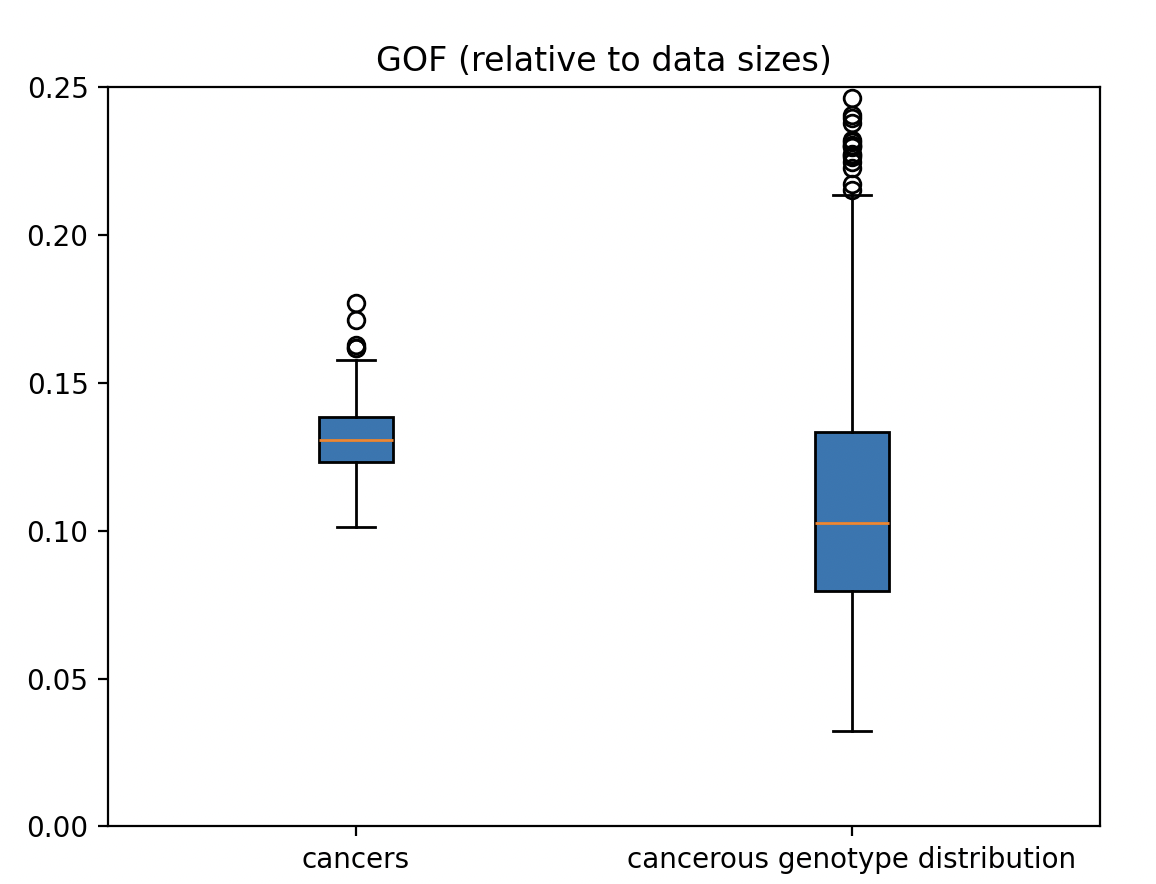 GOF (relative to data sizes)
0.25
0.20
0.15
0.10
0.05
0.00
cancers
cancerous genotype distribution